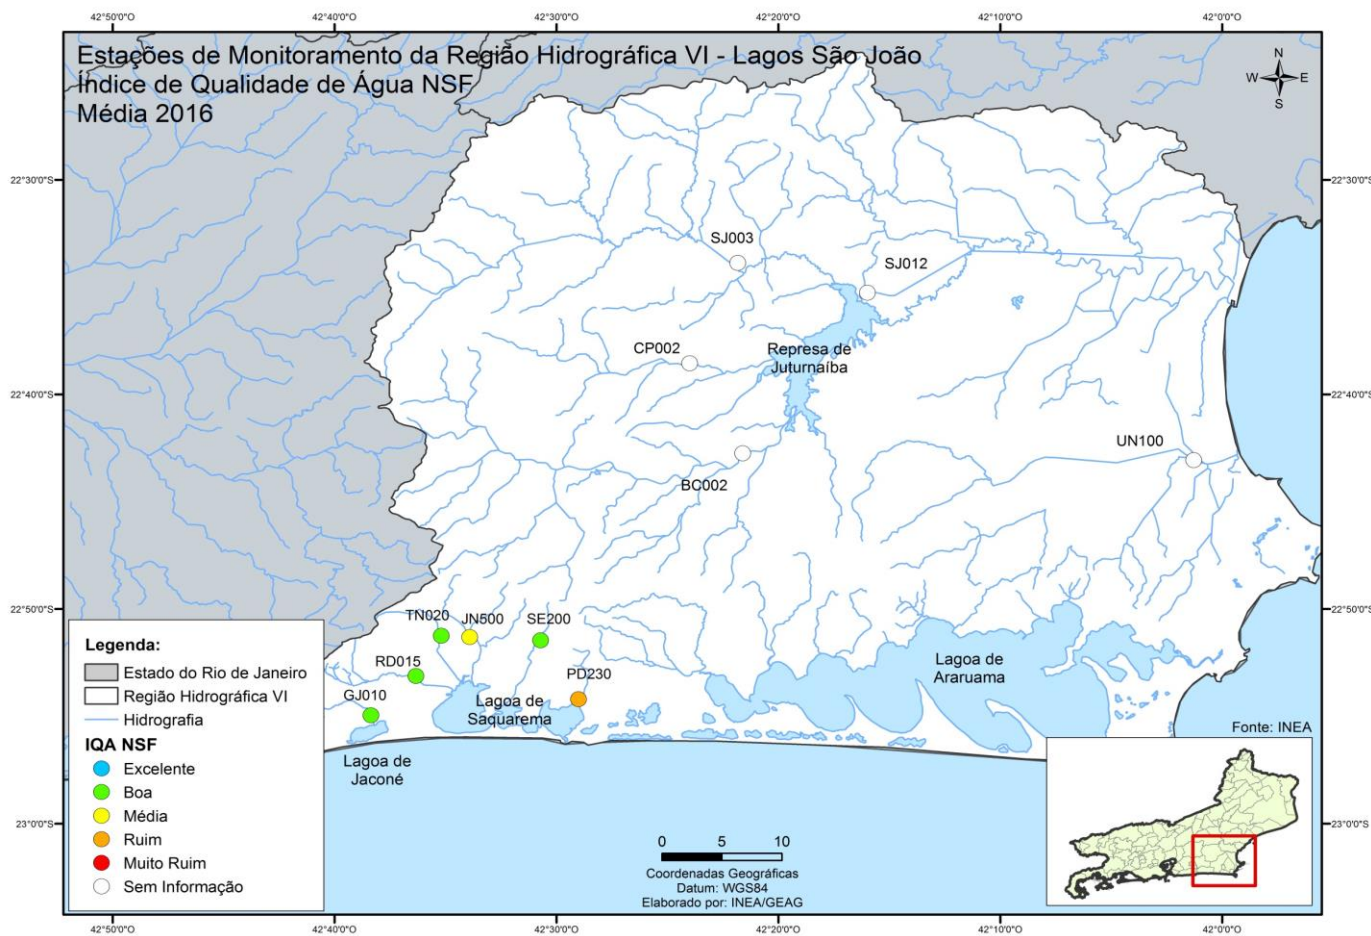 42°50'0"O 42°40'0"O 42°30'0"O 42°20'0"O 42°10'0"O 42°0'0"O
Estações de Monitoramento da Região Hidrográfica VI - Lagos São João
Índice de Qualidade de Água NSF
Média 2016
N
W E
S
22°30'0"S 22°30'0"S
SJ003
SJ012
CP002
Represa de
Juturnaíba
22°40'0"S 22°40'0"S
UN100
BC002
22°50'0"S 22°50'0"S
TN020 JN500 SE200
RD015
PD230
GJ010
Lagoa de
Saquarema
Lagoa de
Araruama
Lagoa de
Jaconé
Fonte: INEA
Legenda:
Estado do Rio de Janeiro
Região Hidrográfica VI
Hidrografia
IQA NSF
Excelente
Boa
Média
Ruim
Muito Ruim
Sem Informação
23°0'0"S 23°0'0"S
0 5 10
Coordenadas Geográficas
Datum: WGS84
Elaborado por: INEA/GEAG
42°50'0"O 42°40'0"O 42°30'0"O 42°20'0"O 42°10'0"O 42°0'0"O